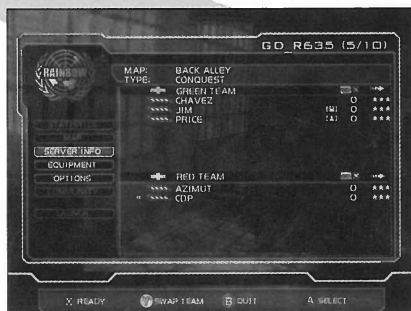 GD_R635 (5/10)
RAINBOW
MAP: BACK ALLEY
TYPE: CONQUEST
GREEN TEAM
CHAVEZ 0 ***
JIM 0 ***
PRICE [A] 0 ***
SERVER INFO
EQUIPMENT
OPTIONS
RED TEAM
AZIMUT 0 ***
CDP 0 ***
X READY SWAP TEAM B QUIT A SELECT